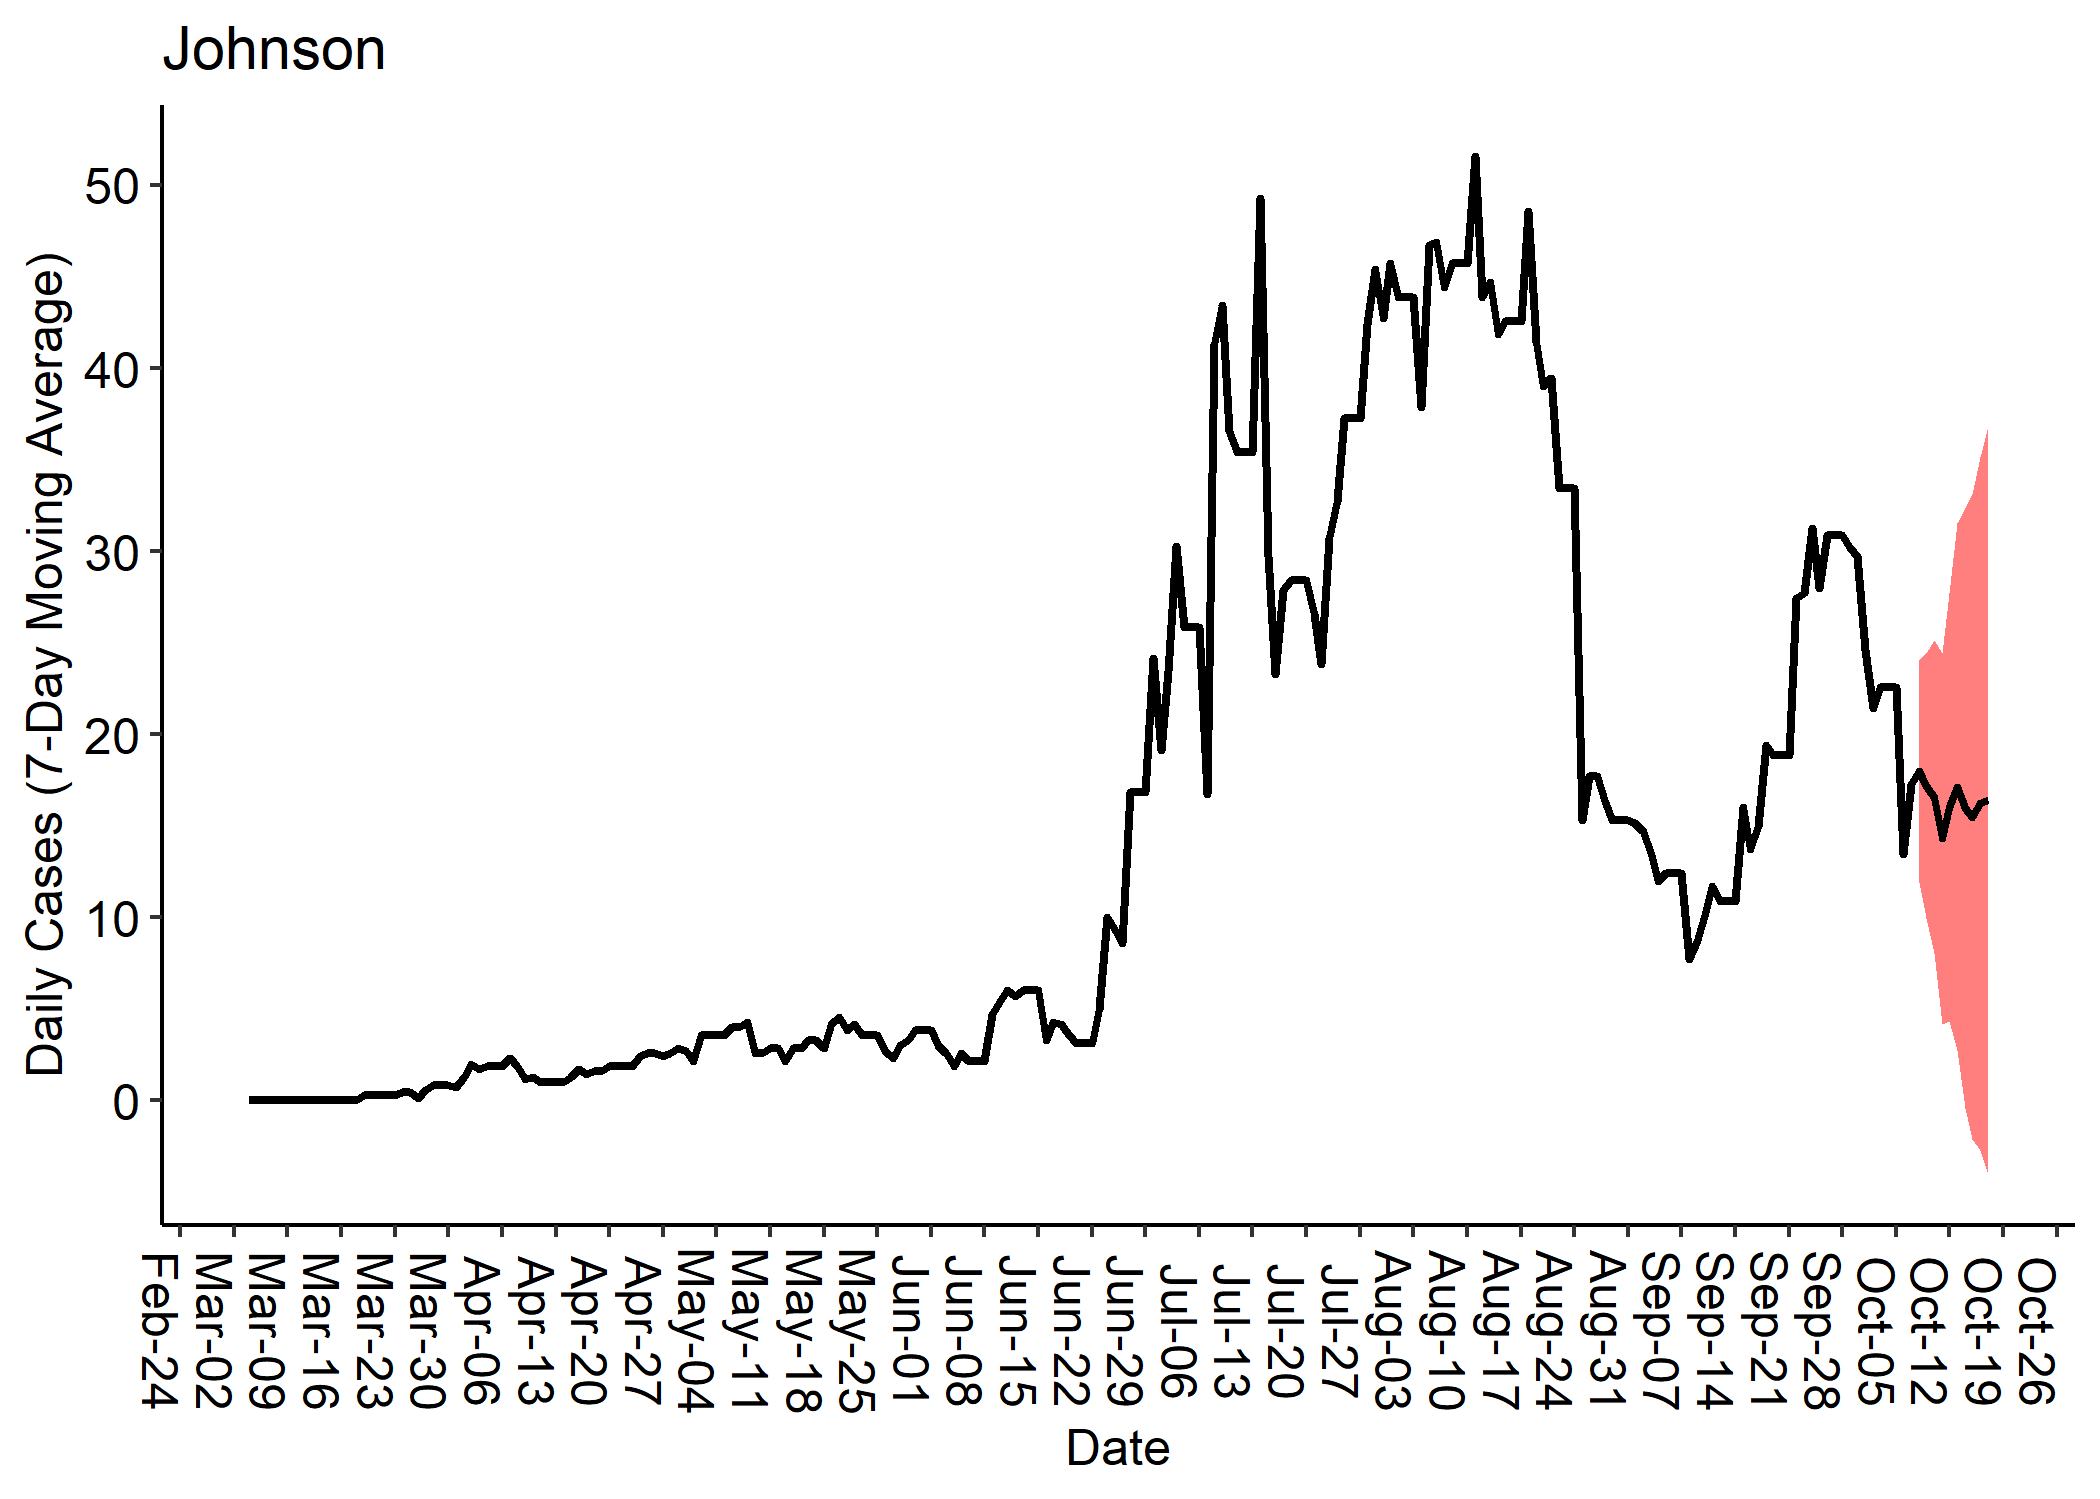 Johnson
Daily Cases (7-Day Moving Average)
50
40
30
20
10
0
Feb-24
Mar-02
Mar-09
Mar-16
Mar-23
Mar-30
Apr-06
Apr-13
Apr-20
Apr-27
May-04
May-11
May-18
May-25
Jun-01
Jun-08
Jun-15
Jun-22
Jun-29
Jul-06
Jul-13
Jul-20
Jul-27
Aug-03
Aug-10
Aug-17
Aug-24
Aug-31
Sep-07
Sep-14
Sep-21
Sep-28
Oct-05
Oct-12
Oct-19
Oct-26
Date